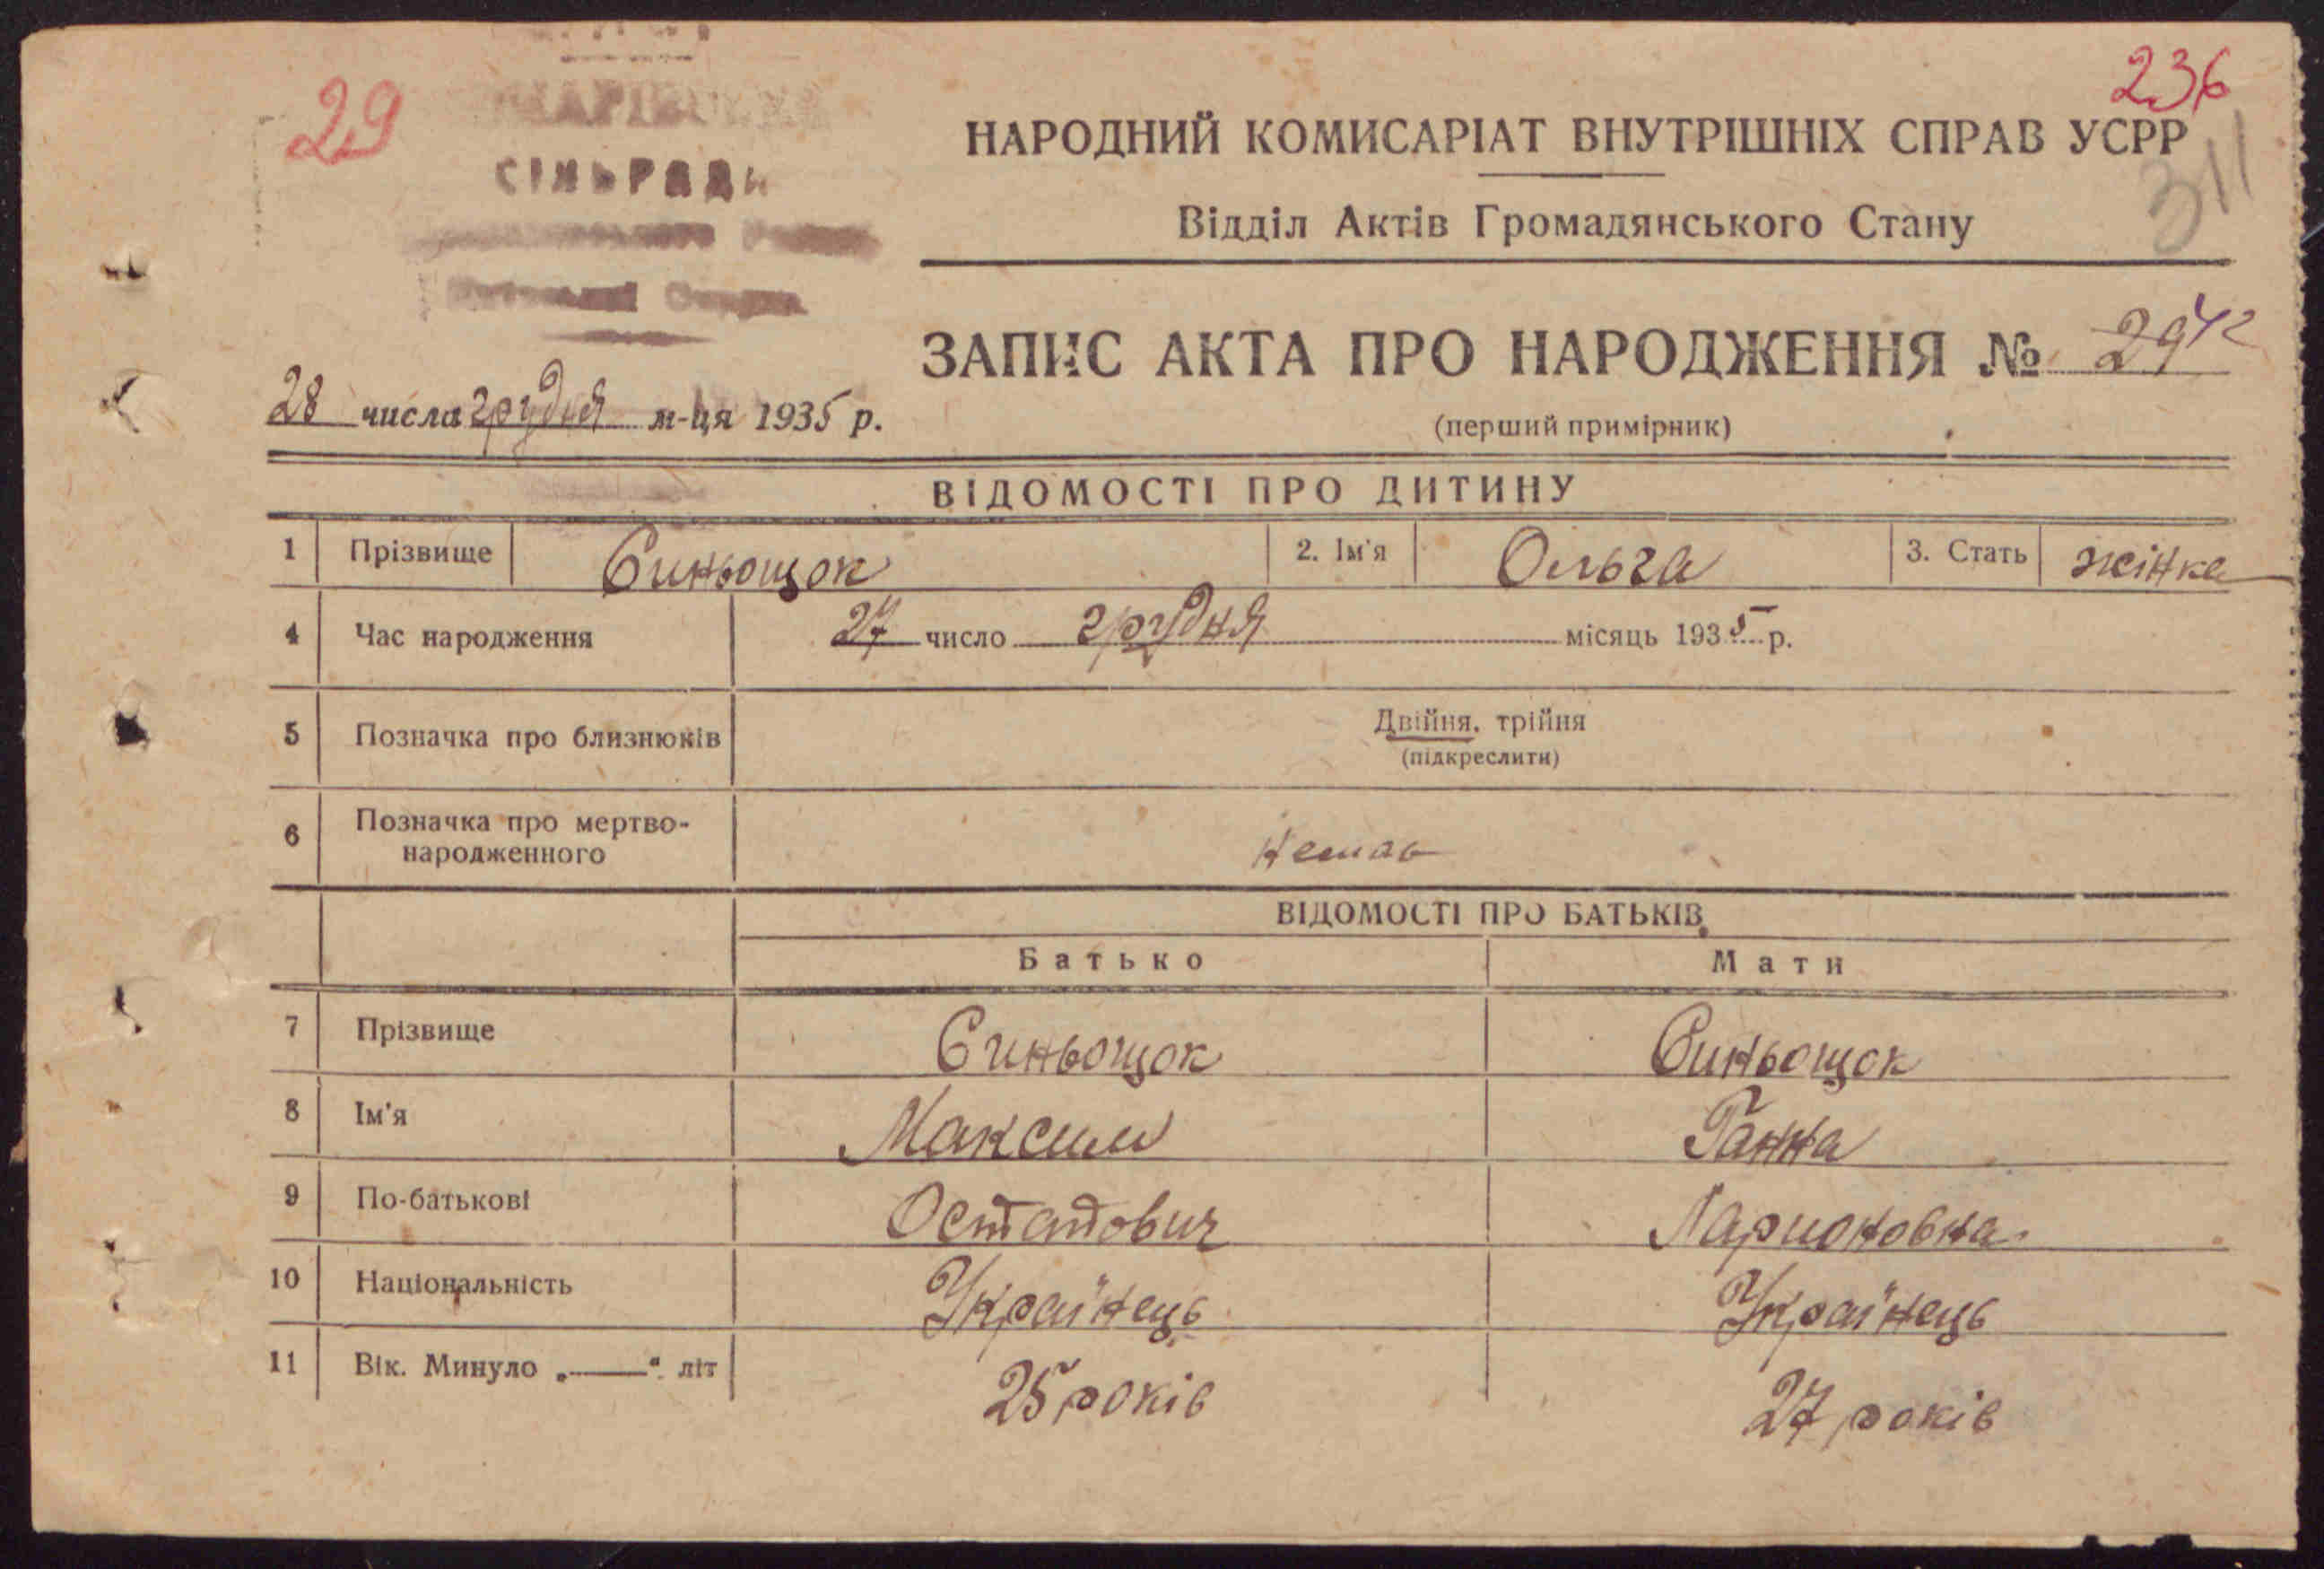 236
29
СІЛЬРАДИ
НАРОДНИЙ КОМИСАРІАТ ВНУТРІШНІХ СПРАВ УСРР
311
Відділ Актів Громадянського Стану
ЗАПИС АКТА ПРО НАРОДЖЕННЯ № 29
28 числа грудня м-ця 1935 р.
(перший примірник)
ВІДОМОСТІ ПРО ДИТИНУ
1 Прізвище Синьощок 2. Ім'я Ольга 3. Стать жінка
4 Час народження 27 число грудня місяць 1935 р.
5 Позначка про близнюків Двійня, трійня
(підкреслити)
6 Позначка про мертво-
народженного
ВІДОМОСТІ ПРО БАТЬКІВ
Батько Мати
7 Прізвище Синьощок Синьощок
8 Ім'я Максим Ганна
9 По-батькові Остапович Ларионовна
10 Національність Українець Українець
11 Вік. Минуло „——“ літ 25 років 27 років